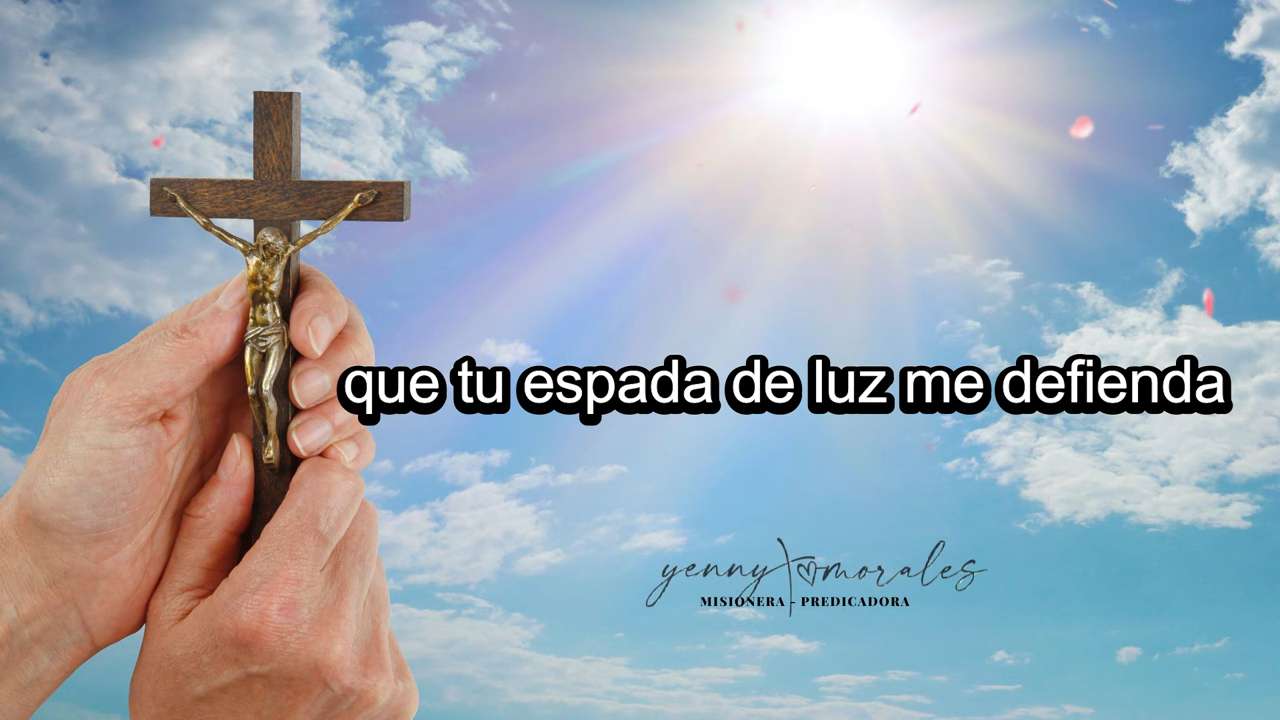 que tu espada de luz me defienda
yenny morales
MISIONERA - PREDICADORA